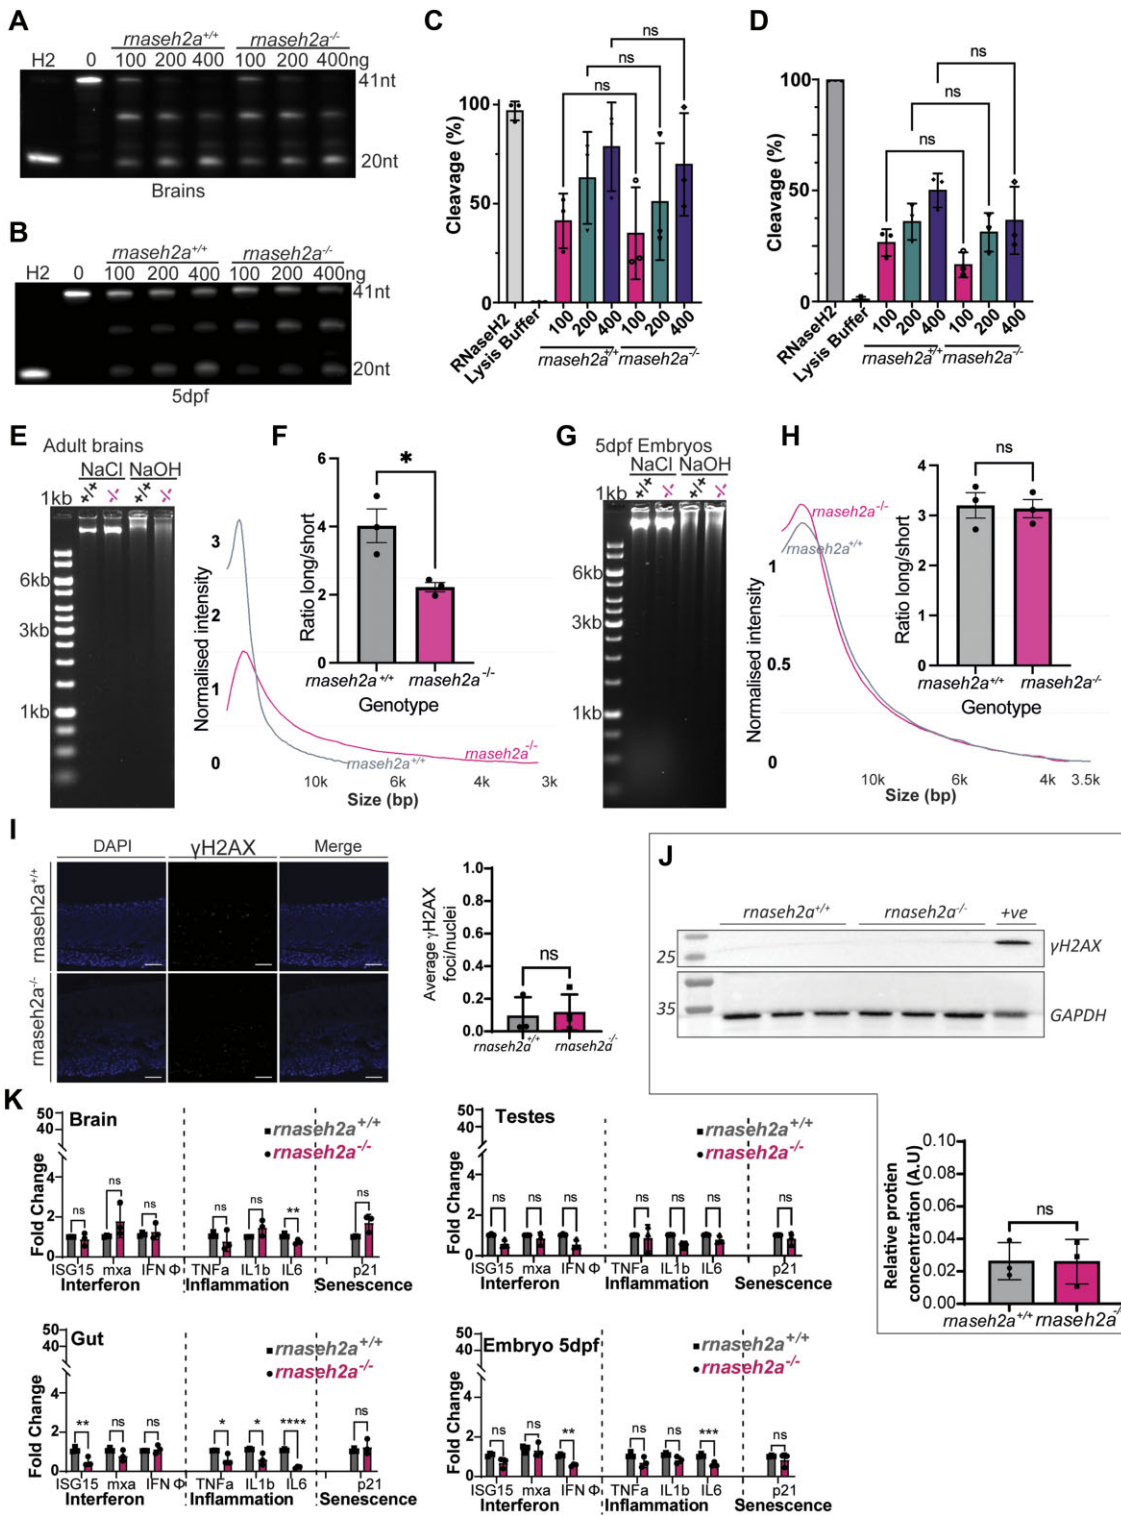 A
rnaseh2a+/+ rnaseh2a-/-
H2 0 100 200 400 100 200 400ng
41nt
20nt
Brains
B
rnaseh2a+/+ rnaseh2a-/-
H2 0 100 200 400 100 200 400ng
41nt
20nt
5dpf
C
ns
ns
ns
Cleavage (%)
100
50
0
RNaseH2
Lysis Buffer
100
200
400
100
200
400
rnaseh2a+/+ rnaseh2a-/-
D
ns
ns
ns
Cleavage (%)
100
50
0
RNaseH2
Lysis Buffer
100
200
400
100
200
400
rnaseh2a+/+ rnaseh2a-/-
E
Adult brains
NaCl NaOH
1kb +/+ -/- +/+ -/-
6kb
3kb
1kb
F
Normalised intensity
3
2
1
0
10k 6k 4k 3k
Size (bp)
rnaseh2a+/+
rnaseh2a-/-
Ratio long/short
6
4
2
0
*
rnaseh2a+/+ rnaseh2a-/-
Genotype
G
5dpf Embryos
NaCl NaOH
1kb +/+ -/- +/+ -/-
6kb
3kb
1kb
H
Normalised intensity
1
0.5
0
10k 6k 4k 3.5k
Size (bp)
rnaseh2a-/-
rnaseh2a+/+
Ratio long/short
4
3
2
1
0
ns
rnaseh2a+/+ rnaseh2a-/-
Genotype
I
DAPI γH2AX Merge
rnaseh2a+/+
rnaseh2a-/-
Average γH2AX
foci/nuclei
1.0
0.8
0.6
0.4
0.2
0.0
ns
rnaseh2a+/+ rnaseh2a-/-
J
rnaseh2a+/+ rnaseh2a-/- +ve
25
γH2AX
35
GAPDH
Relative protien
concentration (A.U)
0.10
0.08
0.06
0.04
0.02
0.00
ns
rnaseh2a+/+ rnaseh2a-/-
K
Brain
rnaseh2a+/+
rnaseh2a-/-
Fold Change
50
40
4
2
0
ns ns ns ns ns ** ns
ISG15 mxa IFN Φ TNFa IL1b IL6 p21
Interferon Inflammation Senescence
Testes
rnaseh2a+/+
rnaseh2a-/-
Fold Change
50
40
4
2
0
ns ns ns ns ns ns ns
ISG15 mxa IFN Φ TNFa IL1b IL6 p21
Interferon Inflammation Senescence
Gut
rnaseh2a+/+
rnaseh2a-/-
Fold Change
50
40
4
2
0
** ns ns * * **** ns
ISG15 mxa IFN Φ TNFa IL1b IL6 p21
Interferon Inflammation Senescence
Embryo 5dpf
rnaseh2a+/+
rnaseh2a-/-
Fold Change
50
40
4
2
0
ns ns ** ns ns *** ns
ISG15 mxa IFN Φ TNFa IL1b IL6 p21
Interferon Inflammation Senescence